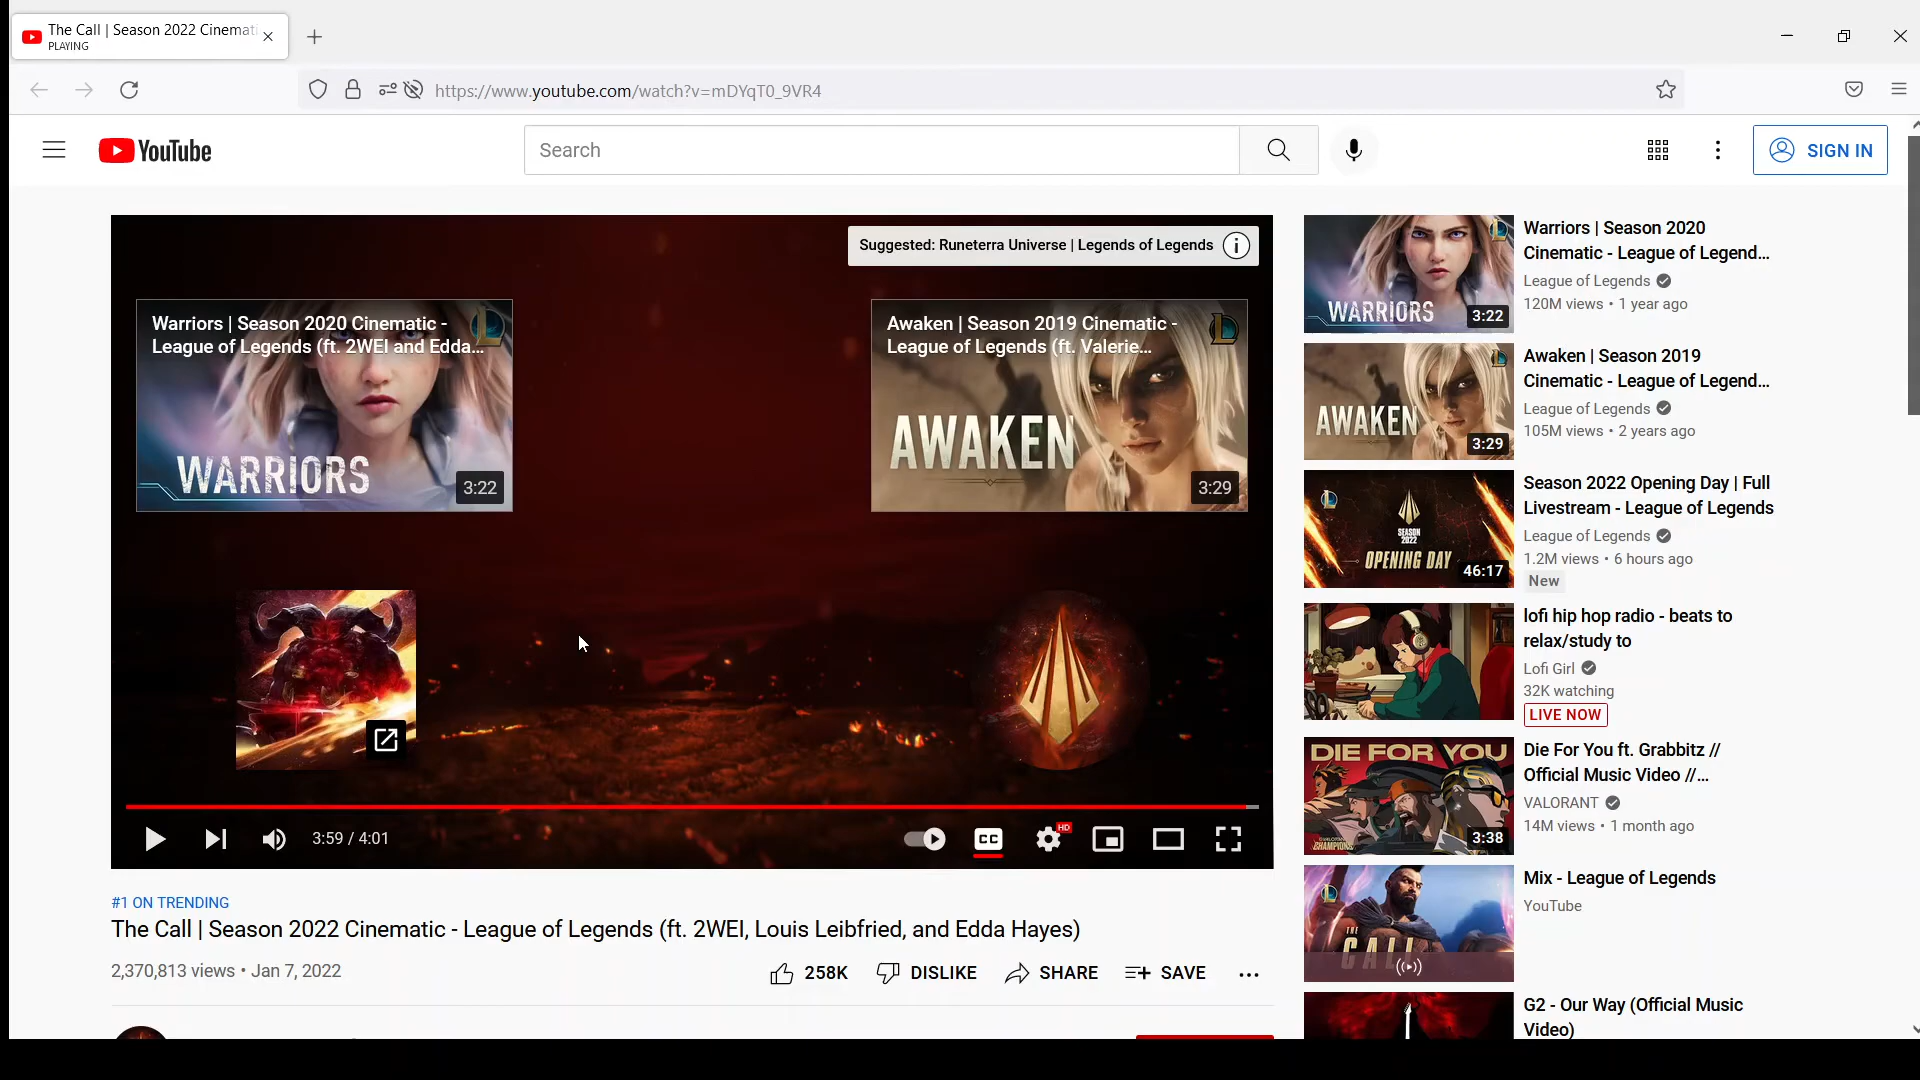 The Call | Season 2022 Cinemati
PLAYING
https://www.youtube.com/watch?v=mDYqT0_9VR4
YouTube
Search
SIGN IN
Suggested: Runeterra Universe | Legends of Legends
Warriors | Season 2020 Cinematic -
League of Legends (ft. 2WEI and Edda...
WARRIORS
3:22
Awaken | Season 2019 Cinematic -
League of Legends (ft. Valerie...
AWAKEN
3:29
3:59 / 4:01
CC
HD
#1 ON TRENDING
The Call | Season 2022 Cinematic - League of Legends (ft. 2WEI, Louis Leibfried, and Edda Hayes)
2,370,813 views • Jan 7, 2022
258K
DISLIKE
SHARE
SAVE
WARRIORS
3:22
Warriors | Season 2020
Cinematic - League of Legend...
League of Legends
120M views • 1 year ago
AWAKEN
3:29
Awaken | Season 2019
Cinematic - League of Legend...
League of Legends
105M views • 2 years ago
SEASON
2022
OPENING DAY
46:17
Season 2022 Opening Day | Full
Livestream - League of Legends
League of Legends
1.2M views • 6 hours ago
New
lofi hip hop radio - beats to
relax/study to
Lofi Girl
32K watching
LIVE NOW
DIE FOR YOU
CHAMPIONS
3:38
Die For You ft. Grabbitz //
Official Music Video //...
VALORANT
14M views • 1 month ago
THE
CALL
Mix - League of Legends
YouTube
G2 - Our Way (Official Music
Video)